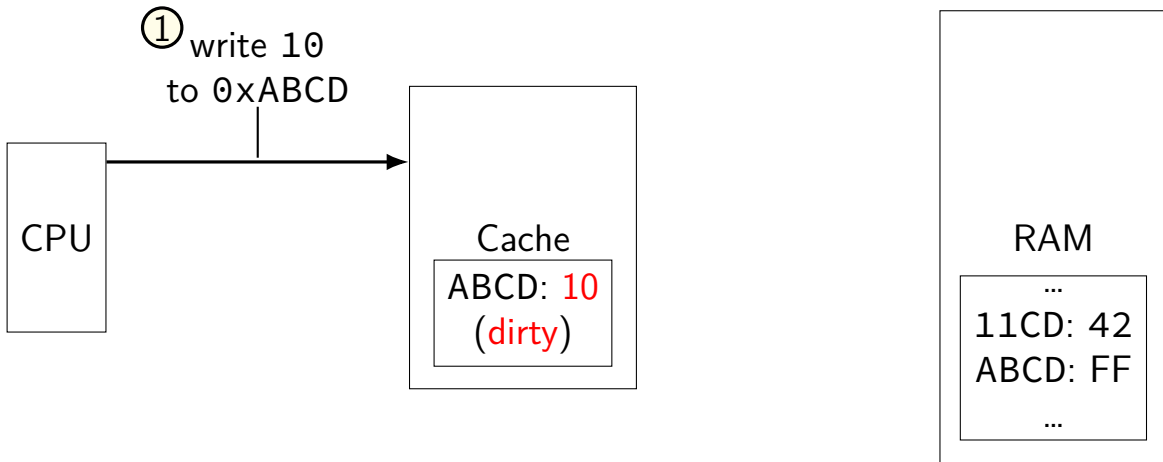 1
write 10
to 0xABCD
CPU
Cache
ABCD: 10
(dirty)
RAM
...
11CD: 42
ABCD: FF
...